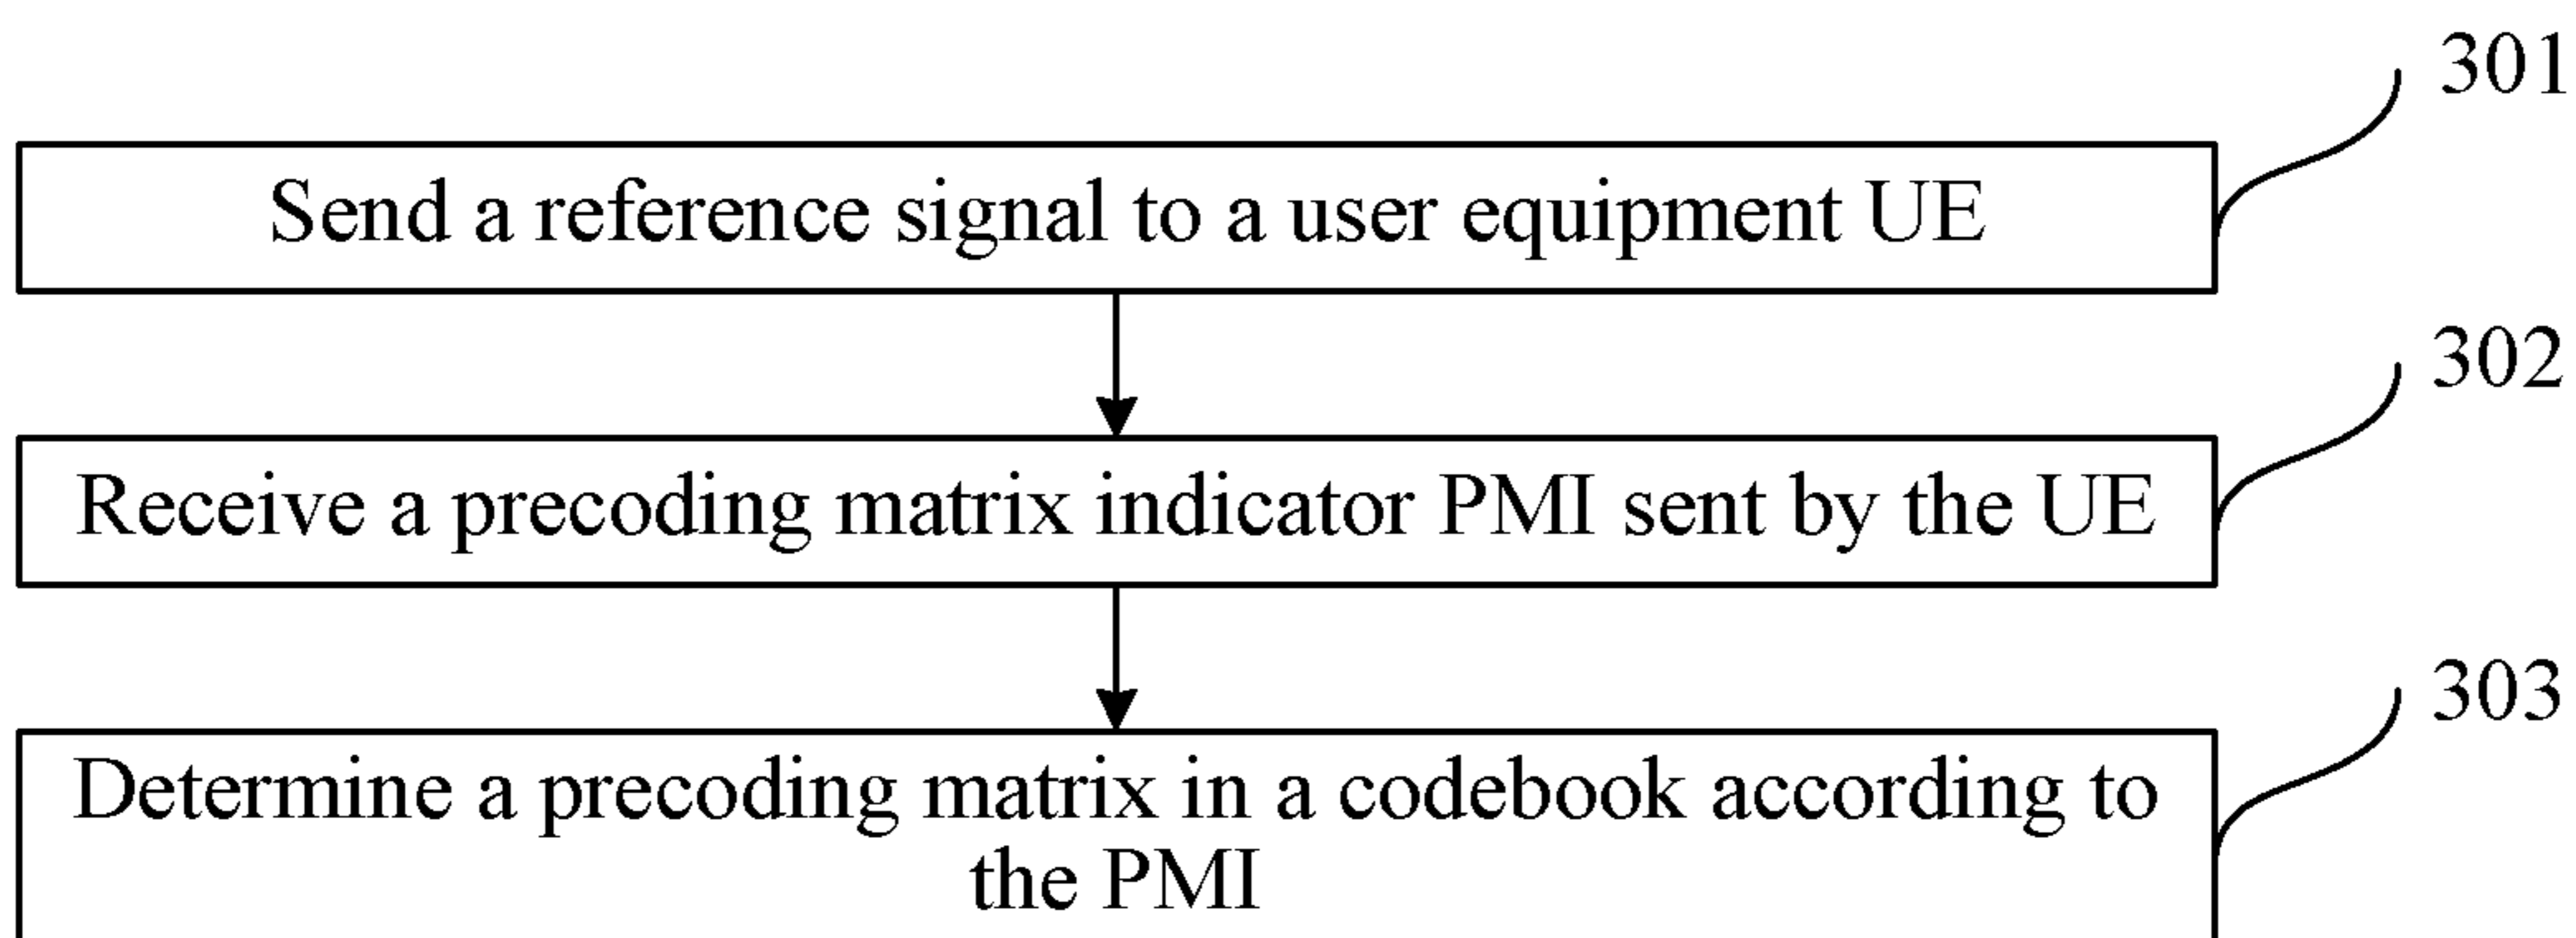 301
Send a reference signal to a user equipment UE
302
Receive a precoding matrix indicator PMI sent by the UE
303
Determine a precoding matrix in a codebook according to
the PMI